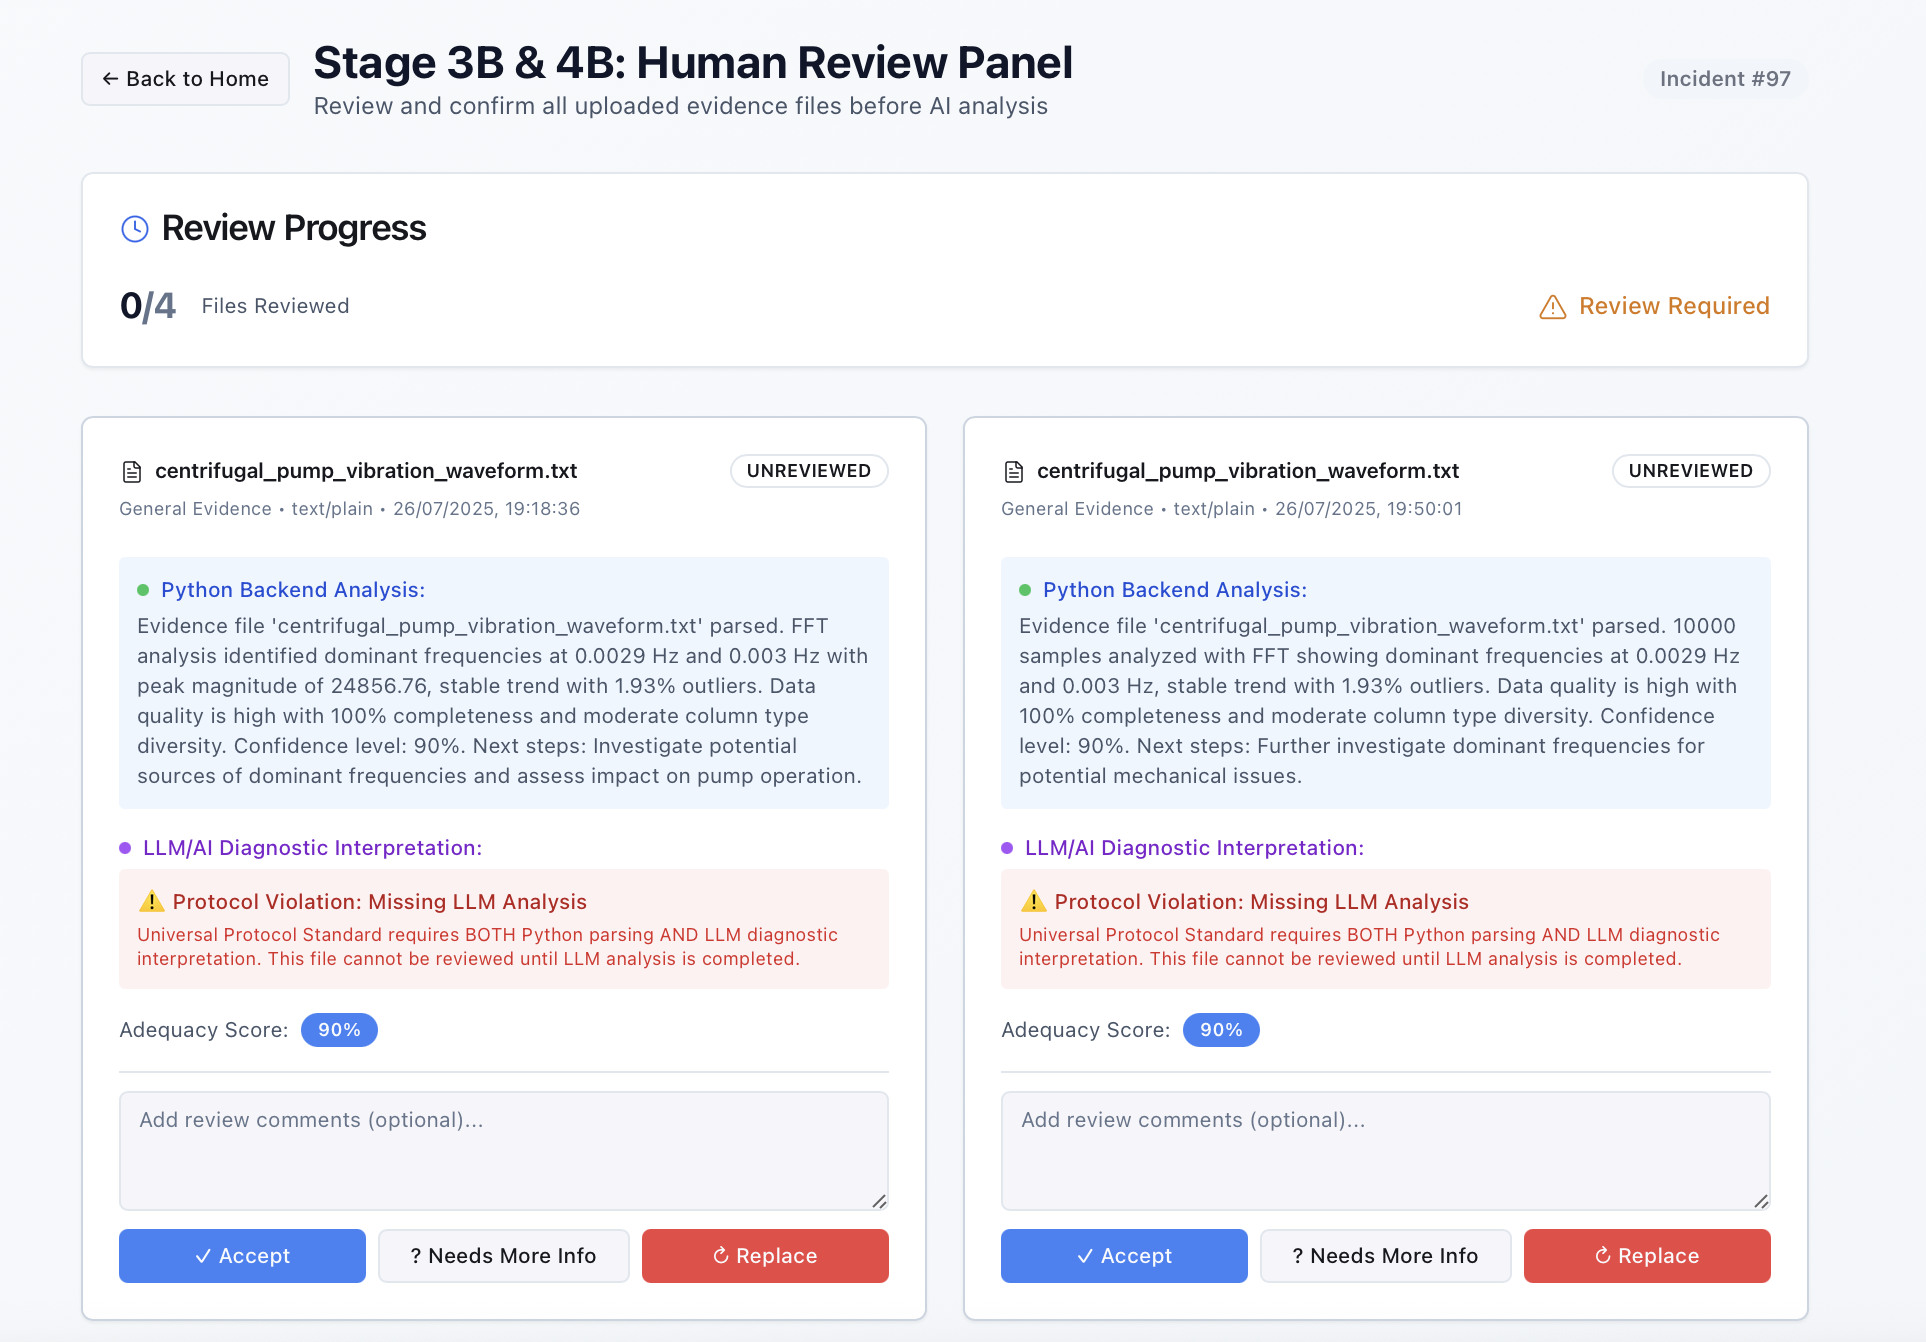 ← Back to Home
Stage 3B & 4B: Human Review Panel
Review and confirm all uploaded evidence files before AI analysis
Incident #97
Review Progress
0/4 Files Reviewed
Review Required
centrifugal_pump_vibration_waveform.txt
UNREVIEWED
General Evidence • text/plain • 26/07/2025, 19:18:36
Python Backend Analysis:
Evidence file 'centrifugal_pump_vibration_waveform.txt' parsed. FFT
analysis identified dominant frequencies at 0.0029 Hz and 0.003 Hz with
peak magnitude of 24856.76, stable trend with 1.93% outliers. Data
quality is high with 100% completeness and moderate column type
diversity. Confidence level: 90%. Next steps: Investigate potential
sources of dominant frequencies and assess impact on pump operation.
LLM/AI Diagnostic Interpretation:
⚠️ Protocol Violation: Missing LLM Analysis
Universal Protocol Standard requires BOTH Python parsing AND LLM diagnostic
interpretation. This file cannot be reviewed until LLM analysis is completed.
Adequacy Score: 90%
Add review comments (optional)...
✓ Accept
? Needs More Info
↻ Replace
centrifugal_pump_vibration_waveform.txt
UNREVIEWED
General Evidence • text/plain • 26/07/2025, 19:50:01
Python Backend Analysis:
Evidence file 'centrifugal_pump_vibration_waveform.txt' parsed. 10000
samples analyzed with FFT showing dominant frequencies at 0.0029 Hz
and 0.003 Hz, stable trend with 1.93% outliers. Data quality is high with
100% completeness and moderate column type diversity. Confidence
level: 90%. Next steps: Further investigate dominant frequencies for
potential mechanical issues.
LLM/AI Diagnostic Interpretation:
⚠️ Protocol Violation: Missing LLM Analysis
Universal Protocol Standard requires BOTH Python parsing AND LLM diagnostic
interpretation. This file cannot be reviewed until LLM analysis is completed.
Adequacy Score: 90%
Add review comments (optional)...
✓ Accept
? Needs More Info
↻ Replace